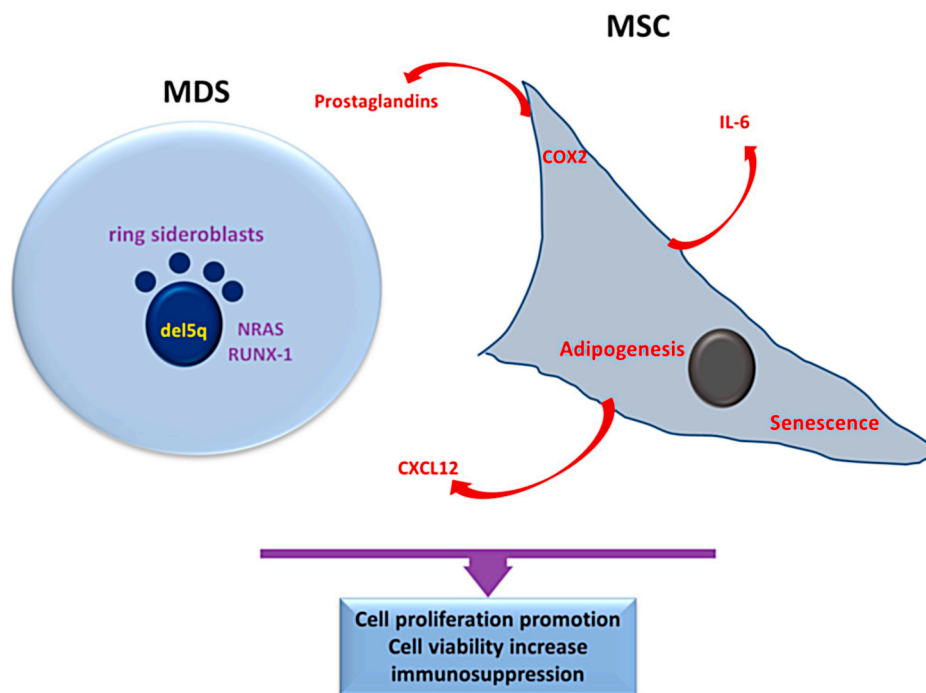 MSC
MDS
Prostaglandins
IL-6
COX2
ring sideroblasts
del5q
NRAS
RUNX-1
Adipogenesis
Senescence
CXCL12
Cell proliferation promotion
Cell viability increase
immunosuppression